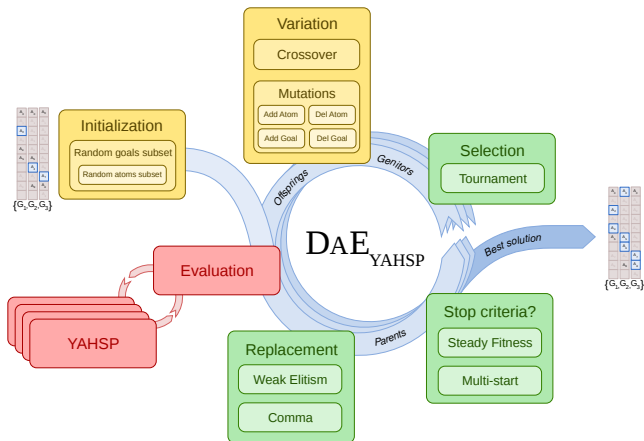 Variation
Crossover
Mutations
Add Atom
Del Atom
Add Goal
Del Goal
Initialization
Random goals subset
Random atoms subset
Offsprings
Genitors
Selection
Tournament
DAE YAHSP
Best solution
Evaluation
YAHSP
Replacement
Weak Elitism
Comma
Parents
Stop criteria?
Steady Fitness
Multi-start